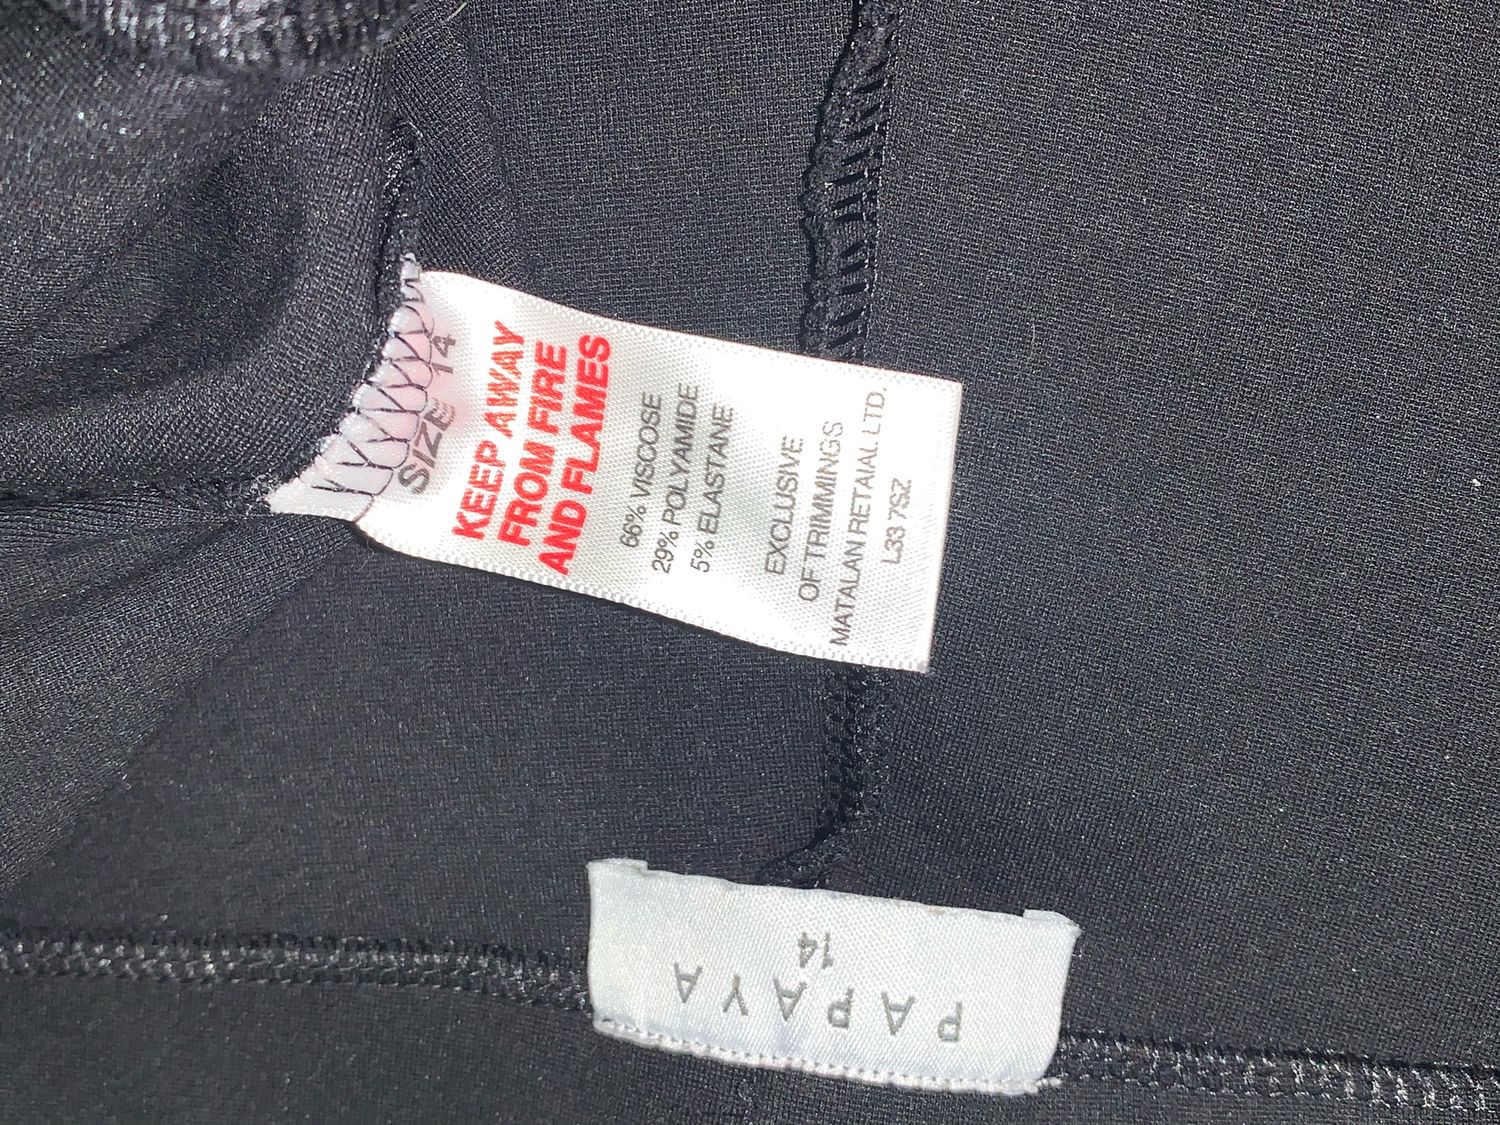 SIZE 14
KEEP AWAY
FROM FIRE
AND FLAMES
66% VISCOSE
29% POLYAMIDE
5% ELASTANE
EXCLUSIVE
OF TRIMMINGS
MATALAN RETAIAL LTD.
L33 7SZ
PAPAYA
14